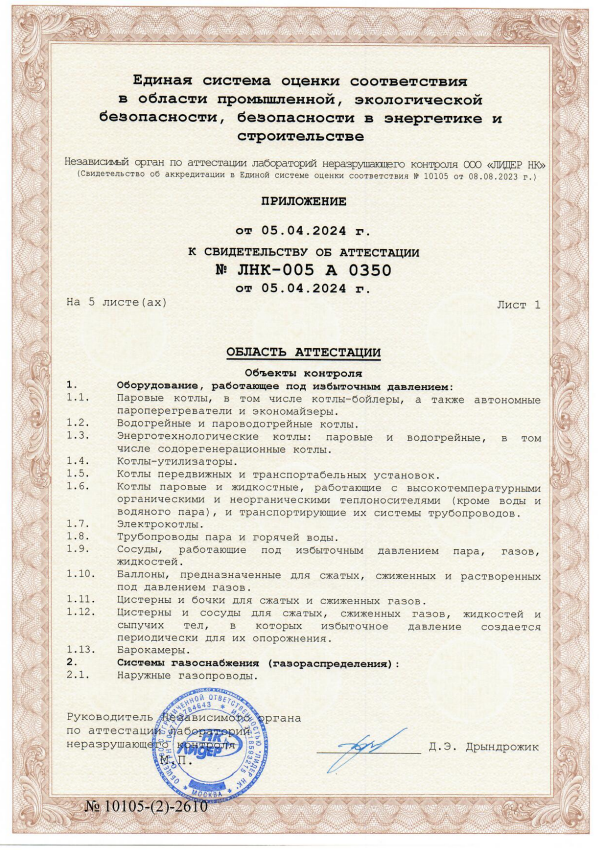 Единая система оценки соответствия
в области промышленной, экологической
безопасности, безопасности в энергетике и
строительстве
Независимый орган по аттестации лабораторий неразрушающего контроля ООО «ЛИДЕР НК»
(Свидетельство об аккредитации в Единой системе оценки соответствия № 10105 от 08.08.2023 г.)
ПРИЛОЖЕНИЕ
от 05.04.2024 г.
К СВИДЕТЕЛЬСТВУ ОБ АТТЕСТАЦИИ
№ ЛНК-005 А 0350
от 05.04.2024 г.
На 5 листе(ах)
Лист 1
ОБЛАСТЬ АТТЕСТАЦИИ
Объекты контроля
1. Оборудование, работающее под избыточным давлением:
1.1. Паровые котлы, в том числе котлы-бойлеры, а также автономные
пароперегреватели и экономайзеры.
1.2. Водогрейные и пароводогрейные котлы.
1.3. Энерготехнологические котлы: паровые и водогрейные, в том
числе содорегенерационные котлы.
1.4. Котлы-утилизаторы.
1.5 Котлы передвижных и транспортабельных установок.
1.6 Котлы паровые и жидкостные, работающие с высокотемпературными
органическими и неорганическими теплоносителями (кроме воды и
водяного пара), и транспортирующие их системы трубопроводов.
1.7. Электрокотлы.
1.8. Трубопроводы пара и горячей воды.
1.9 Сосуды, работающие под избыточным давлением пара, газов,
жидкостей.
1.10. Баллоны, предназначенные для сжатых, сжиженных и растворенных
под давлением газов.
1.11. Цистерны и бочки для сжатых и сжиженных газов.
1.12. Цистерны и сосуды для сжатых, сжиженных газов, жидкостей и
сыпучих тел, в которых избыточное давление создается
периодически для их опорожнения.
1.13. Барокамеры.
2. Системы газоснабжения (газораспределения):
2.1. Наружные газопроводы.
Руководитель Независимого органа
по аттестации лабораторий
неразрушающего контроля
Д.Э. Дрындрожик
М.П.
НК
ЛИДЕР
МОСКВА
№ 10105-(2)-2610